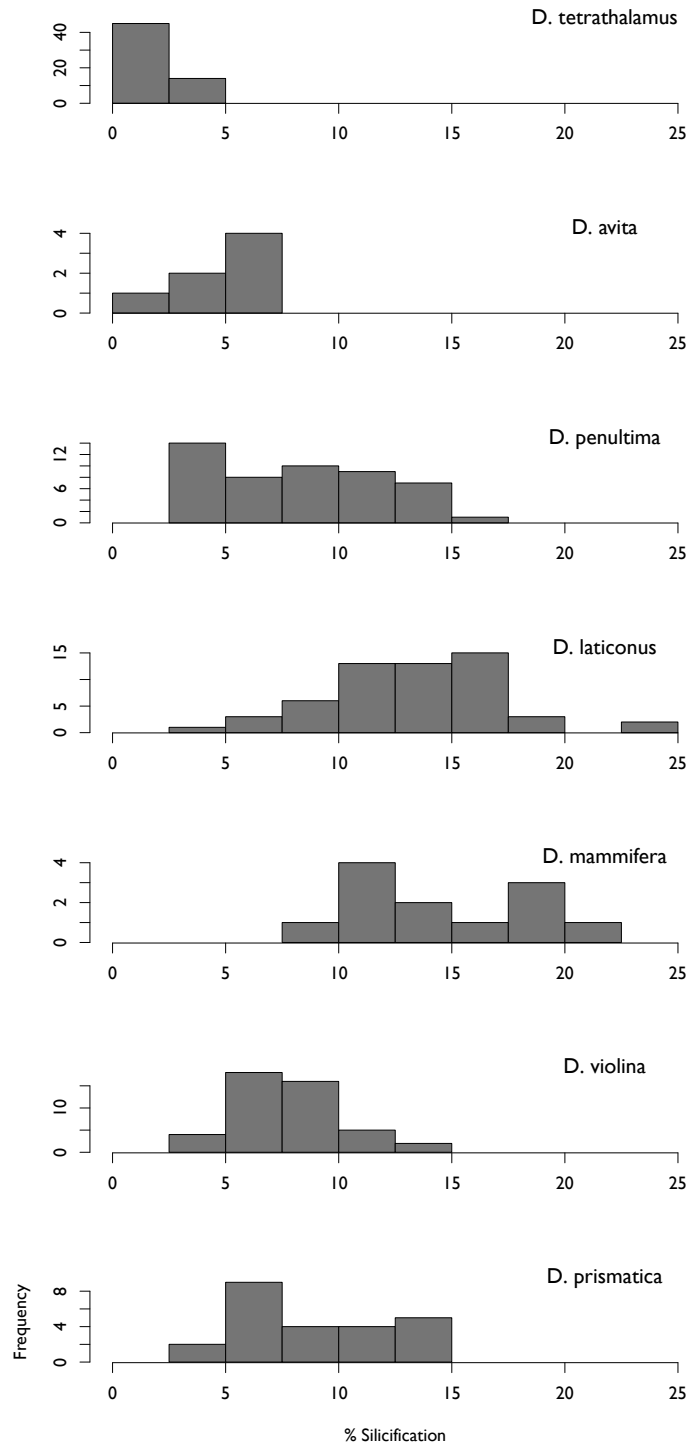 D. tetrathalamus
0 20 40
0 5 10 15 20 25
D. avita
0 2 4
0 5 10 15 20 25
D. penultima
0 6 12
0 5 10 15 20 25
D. laticonus
0 5 15
0 5 10 15 20 25
D. mammifera
0 2 4
0 5 10 15 20 25
D. violina
0 10
0 5 10 15 20 25
D. prismatica
Frequency
0 4 8
0 5 10 15 20 25
% Silicification